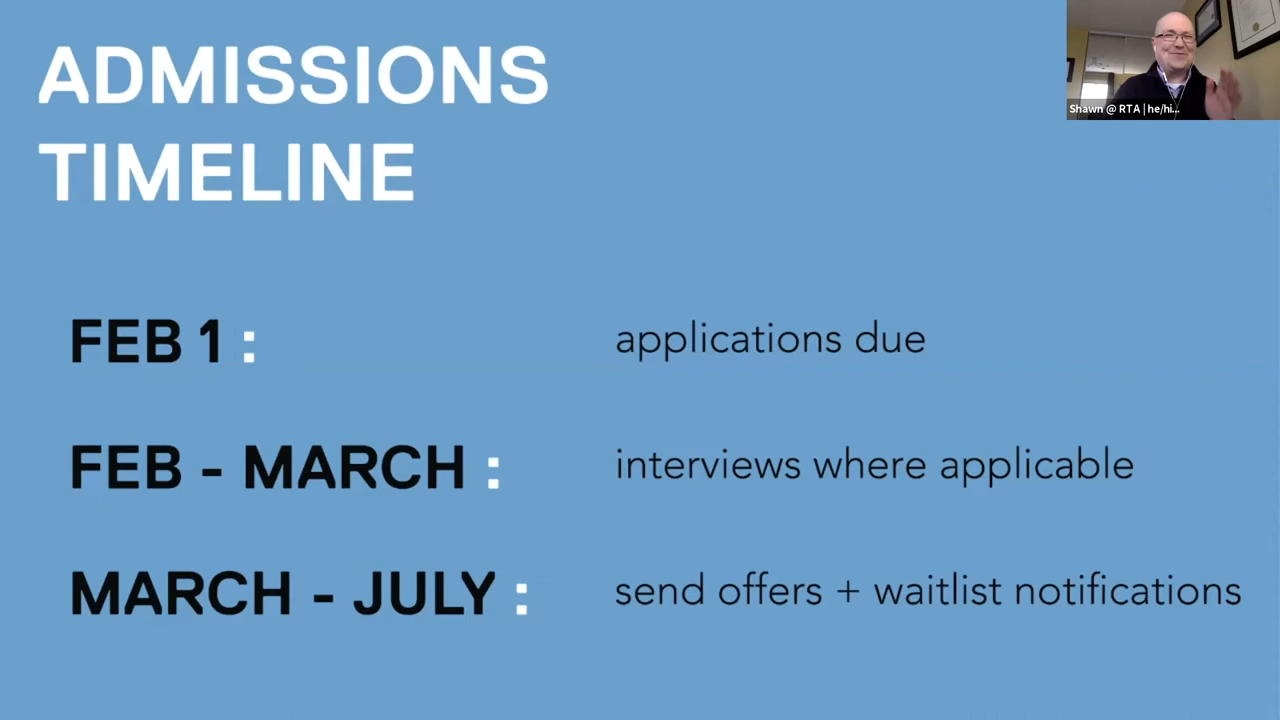 ADMISSIONS
TIMELINE
Shawn @ RTA | he/hi...
FEB 1 : applications due
FEB - MARCH : interviews where applicable
MARCH - JULY : send offers + waitlist notifications